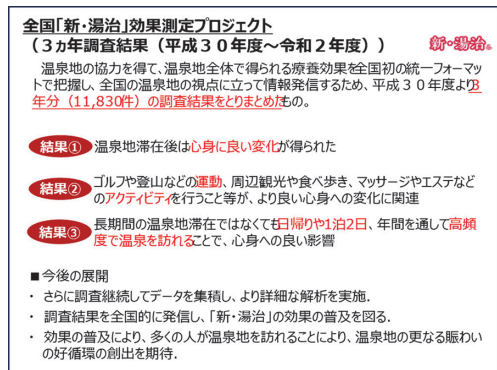 全国「新・湯治」効果測定プロジェクト
（３ヵ年調査結果（平成３０年度～令和２年度））
新・湯治
温泉地の協力を得て、温泉地全体で得られる療養効果を全国初の統一フォーマッ
トで把握し、全国の温泉地の視点に立って情報発信するため、平成３０年度より3
年分（11,830件）の調査結果をとりまとめたもの。
結果① 温泉地滞在後は心身に良い変化が得られた
結果② ゴルフや登山などの運動、周辺観光や食べ歩き、マッサージやエステなど
のアクティビティを行うこと等が、より良い心身への変化に関連
結果③ 長期間の温泉地滞在ではなくても日帰りや1泊2日、年間を通して高頻
度で温泉を訪れることで、心身への良い影響
■今後の展開
・ さらに調査継続してデータを集積し、より詳細な解析を実施.
・ 調査結果を全国的に発信し、「新・湯治」の効果の普及を図る.
・ 効果の普及により、多くの人が温泉地を訪れることにより、温泉地の更なる賑わい
の好循環の創出を期待.